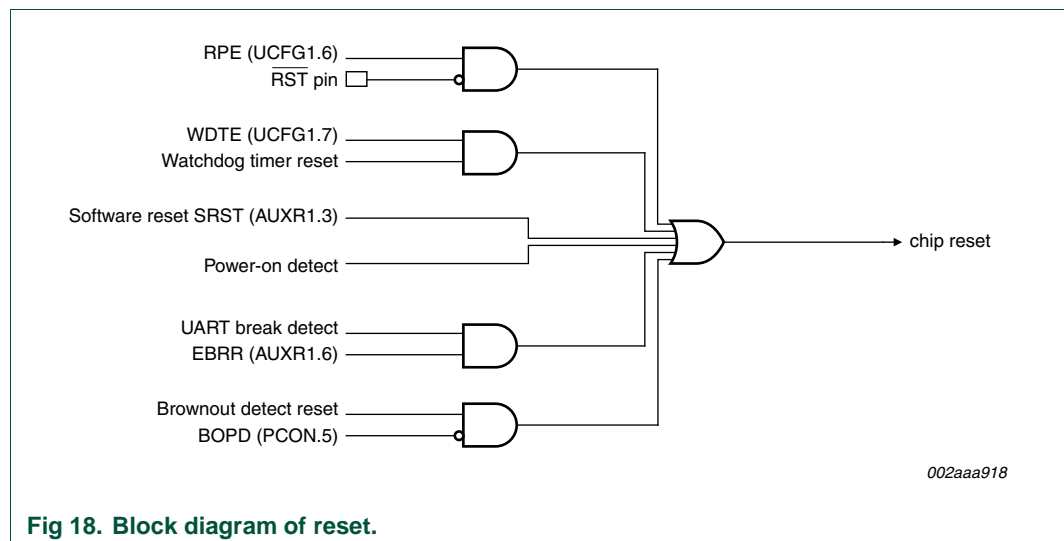 RPE (UCFG1.6)
RST pin
WDTE (UCFG1.7)
Watchdog timer reset
Software reset SRST (AUXR1.3)
chip reset
Power-on detect
UART break detect
EBRR (AUXR1.6)
Brownout detect reset
BOPD (PCON.5)
002aaa918
Fig 18. Block diagram of reset.